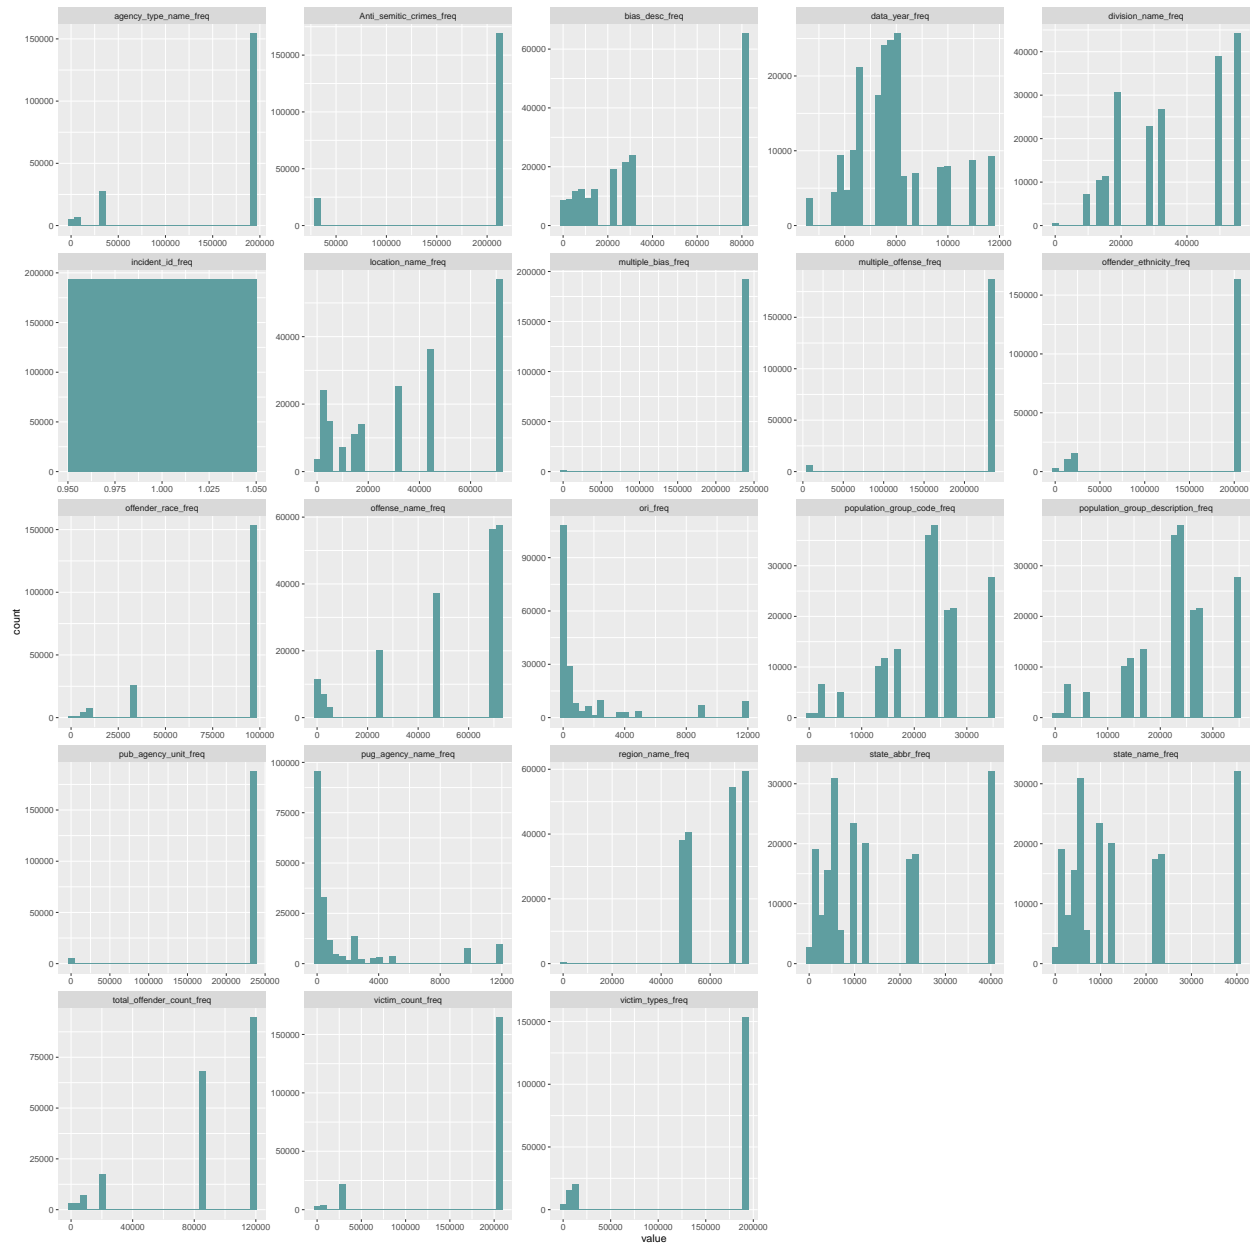 agency_type_name_freq
150000
100000
50000
0
0 50000 100000 150000 200000
Anti_semitic_crimes_freq
150000
100000
50000
0
50000 100000 150000 200000
bias_desc_freq
60000
40000
20000
0
0 20000 40000 60000 80000
data_year_freq
20000
10000
0
6000 8000 10000 12000
division_name_freq
40000
30000
20000
10000
0
0 20000 40000
incident_id_freq
200000
150000
100000
50000
0
0.950 0.975 1.000 1.025 1.050
location_name_freq
40000
20000
0
0 20000 40000 60000
multiple_bias_freq
200000
150000
100000
50000
0
0 50000 100000 150000 200000 250000
multiple_offense_freq
150000
100000
50000
0
0 50000 100000 150000 200000
offender_ethnicity_freq
150000
100000
50000
0
0 50000 100000 150000 200000
count
offender_race_freq
150000
100000
50000
0
0 25000 50000 75000 100000
offense_name_freq
60000
40000
20000
0
0 20000 40000 60000
ori_freq
90000
60000
30000
0
0 4000 8000 12000
population_group_code_freq
30000
20000
10000
0
0 10000 20000 30000
population_group_description_freq
30000
20000
10000
0
0 10000 20000 30000
pub_agency_unit_freq
150000
100000
50000
0
0 50000 100000 150000 200000 250000
pug_agency_name_freq
100000
75000
50000
25000
0
0 4000 8000 12000
region_name_freq
60000
40000
20000
0
0 20000 40000 60000
state_abbr_freq
30000
20000
10000
0
0 10000 20000 30000 40000
state_name_freq
30000
20000
10000
0
0 10000 20000 30000 40000
total_offender_count_freq
75000
50000
25000
0
0 40000 80000 120000
victim_count_freq
150000
100000
50000
0
0 50000 100000 150000 200000
victim_types_freq
150000
100000
50000
0
0 50000 100000 150000 200000
value